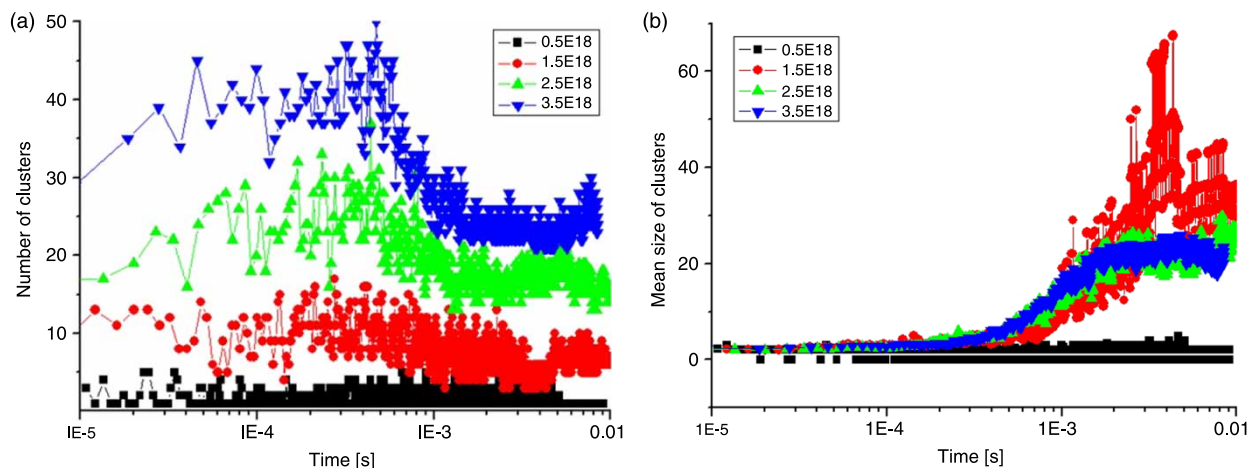 (a)
50
40
30
20
10
Number of clusters
0.5E18
1.5E18
2.5E18
3.5E18
IE-5
IE-4
IE-3
0.01
Time [s]
(b)
60
40
20
0
Mean size of clusters
0.5E18
1.5E18
2.5E18
3.5E18
1E-5
1E-4
1E-3
0.01
Time [s]